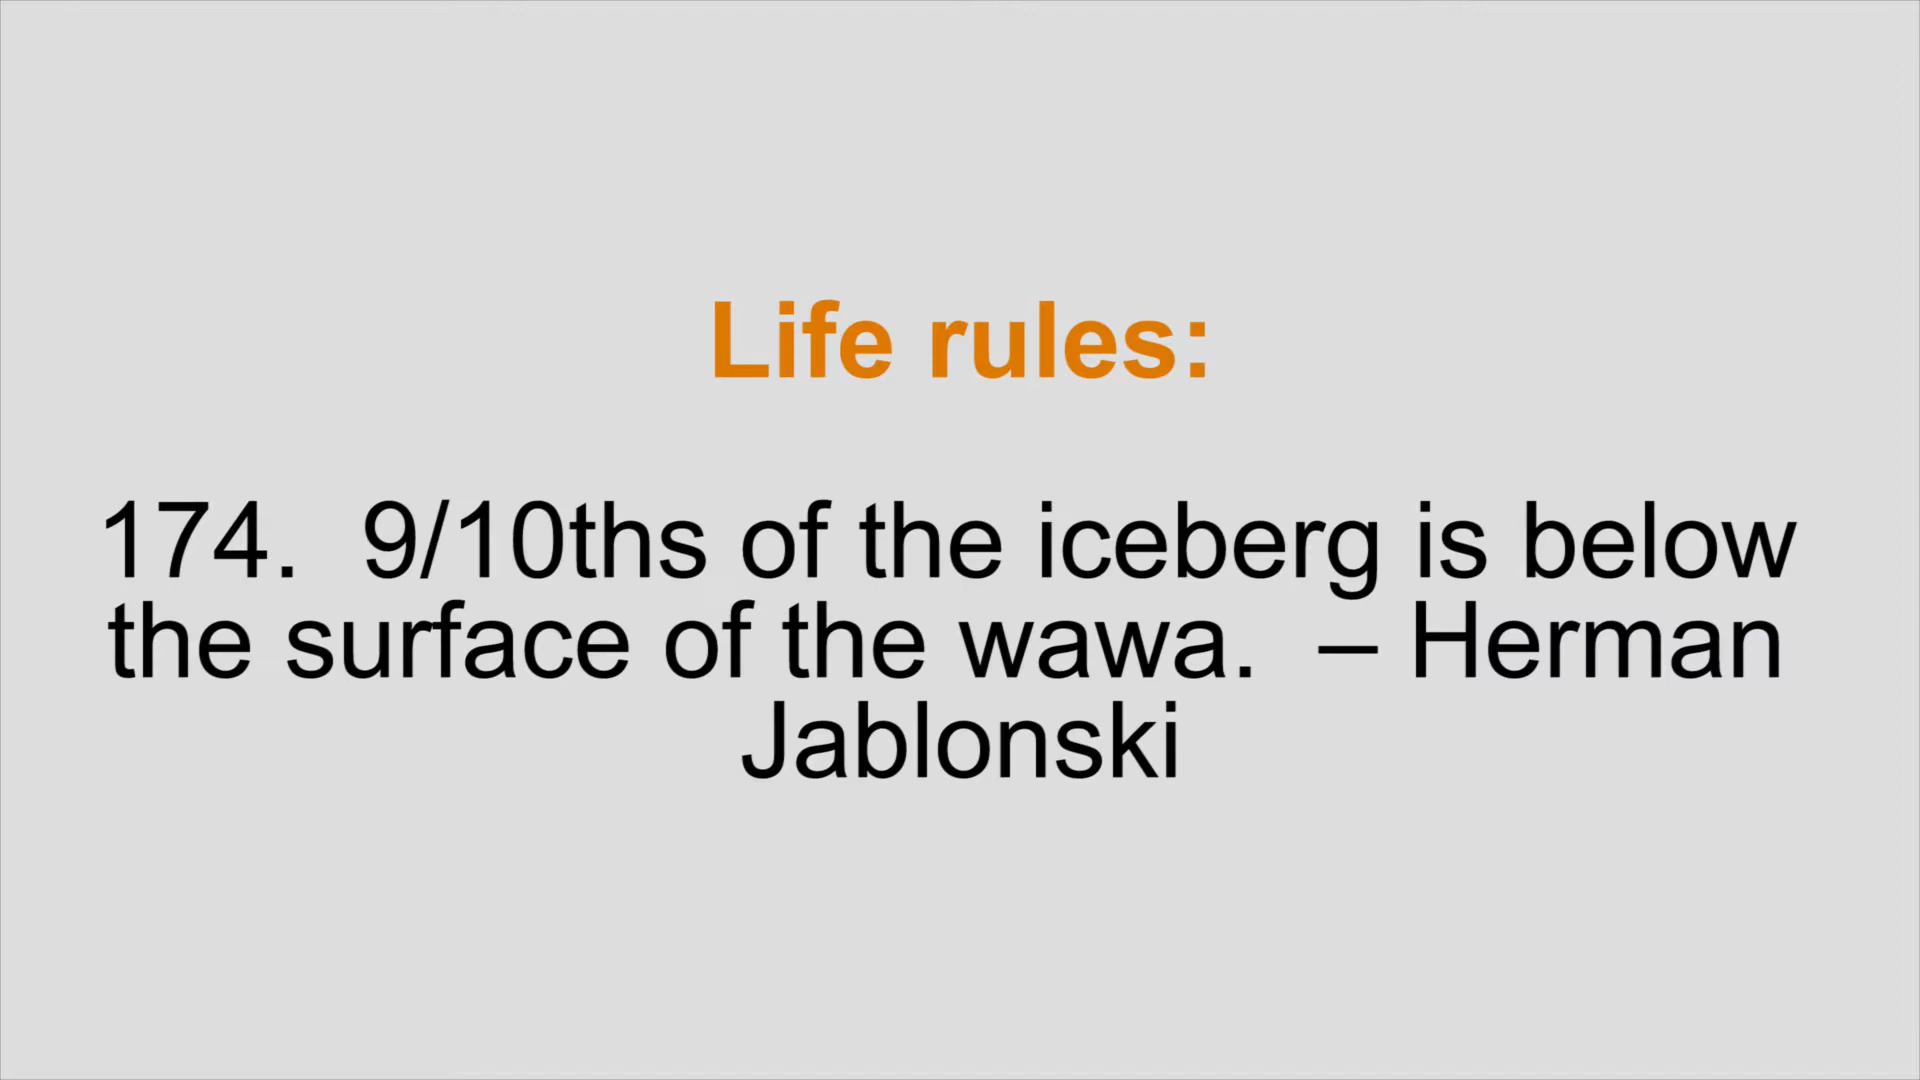 Life rules:
174.  9/10ths of the iceberg is below
the surface of the wawa.  – Herman
Jablonski